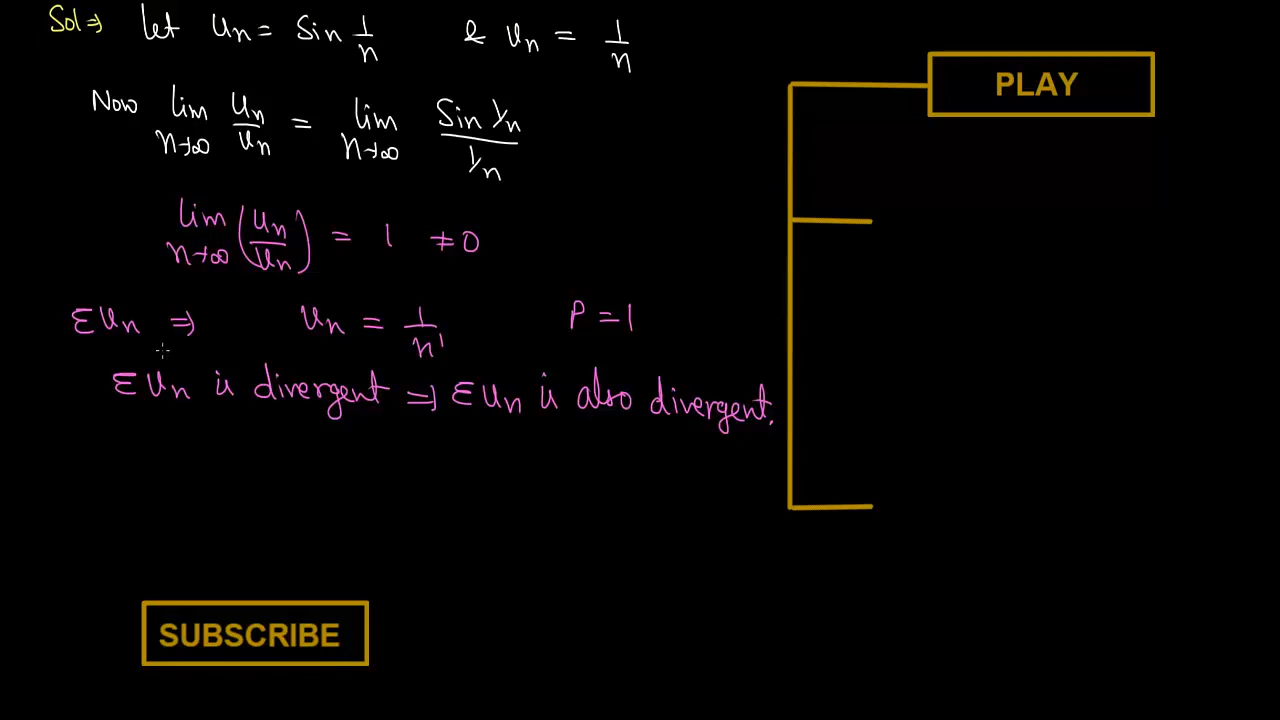 Sol ⇒ let Un = Sin 1/n & vn = 1/n
Now lim n→∞ Un/vn = lim n→∞ Sin 1/n / 1/n
lim n→∞ (Un/vn) = 1 ≠ 0
Σvn ⇒ vn = 1/n^1 P = 1
Σvn is divergent ⇒ ΣUn is also divergent.
PLAY
SUBSCRIBE